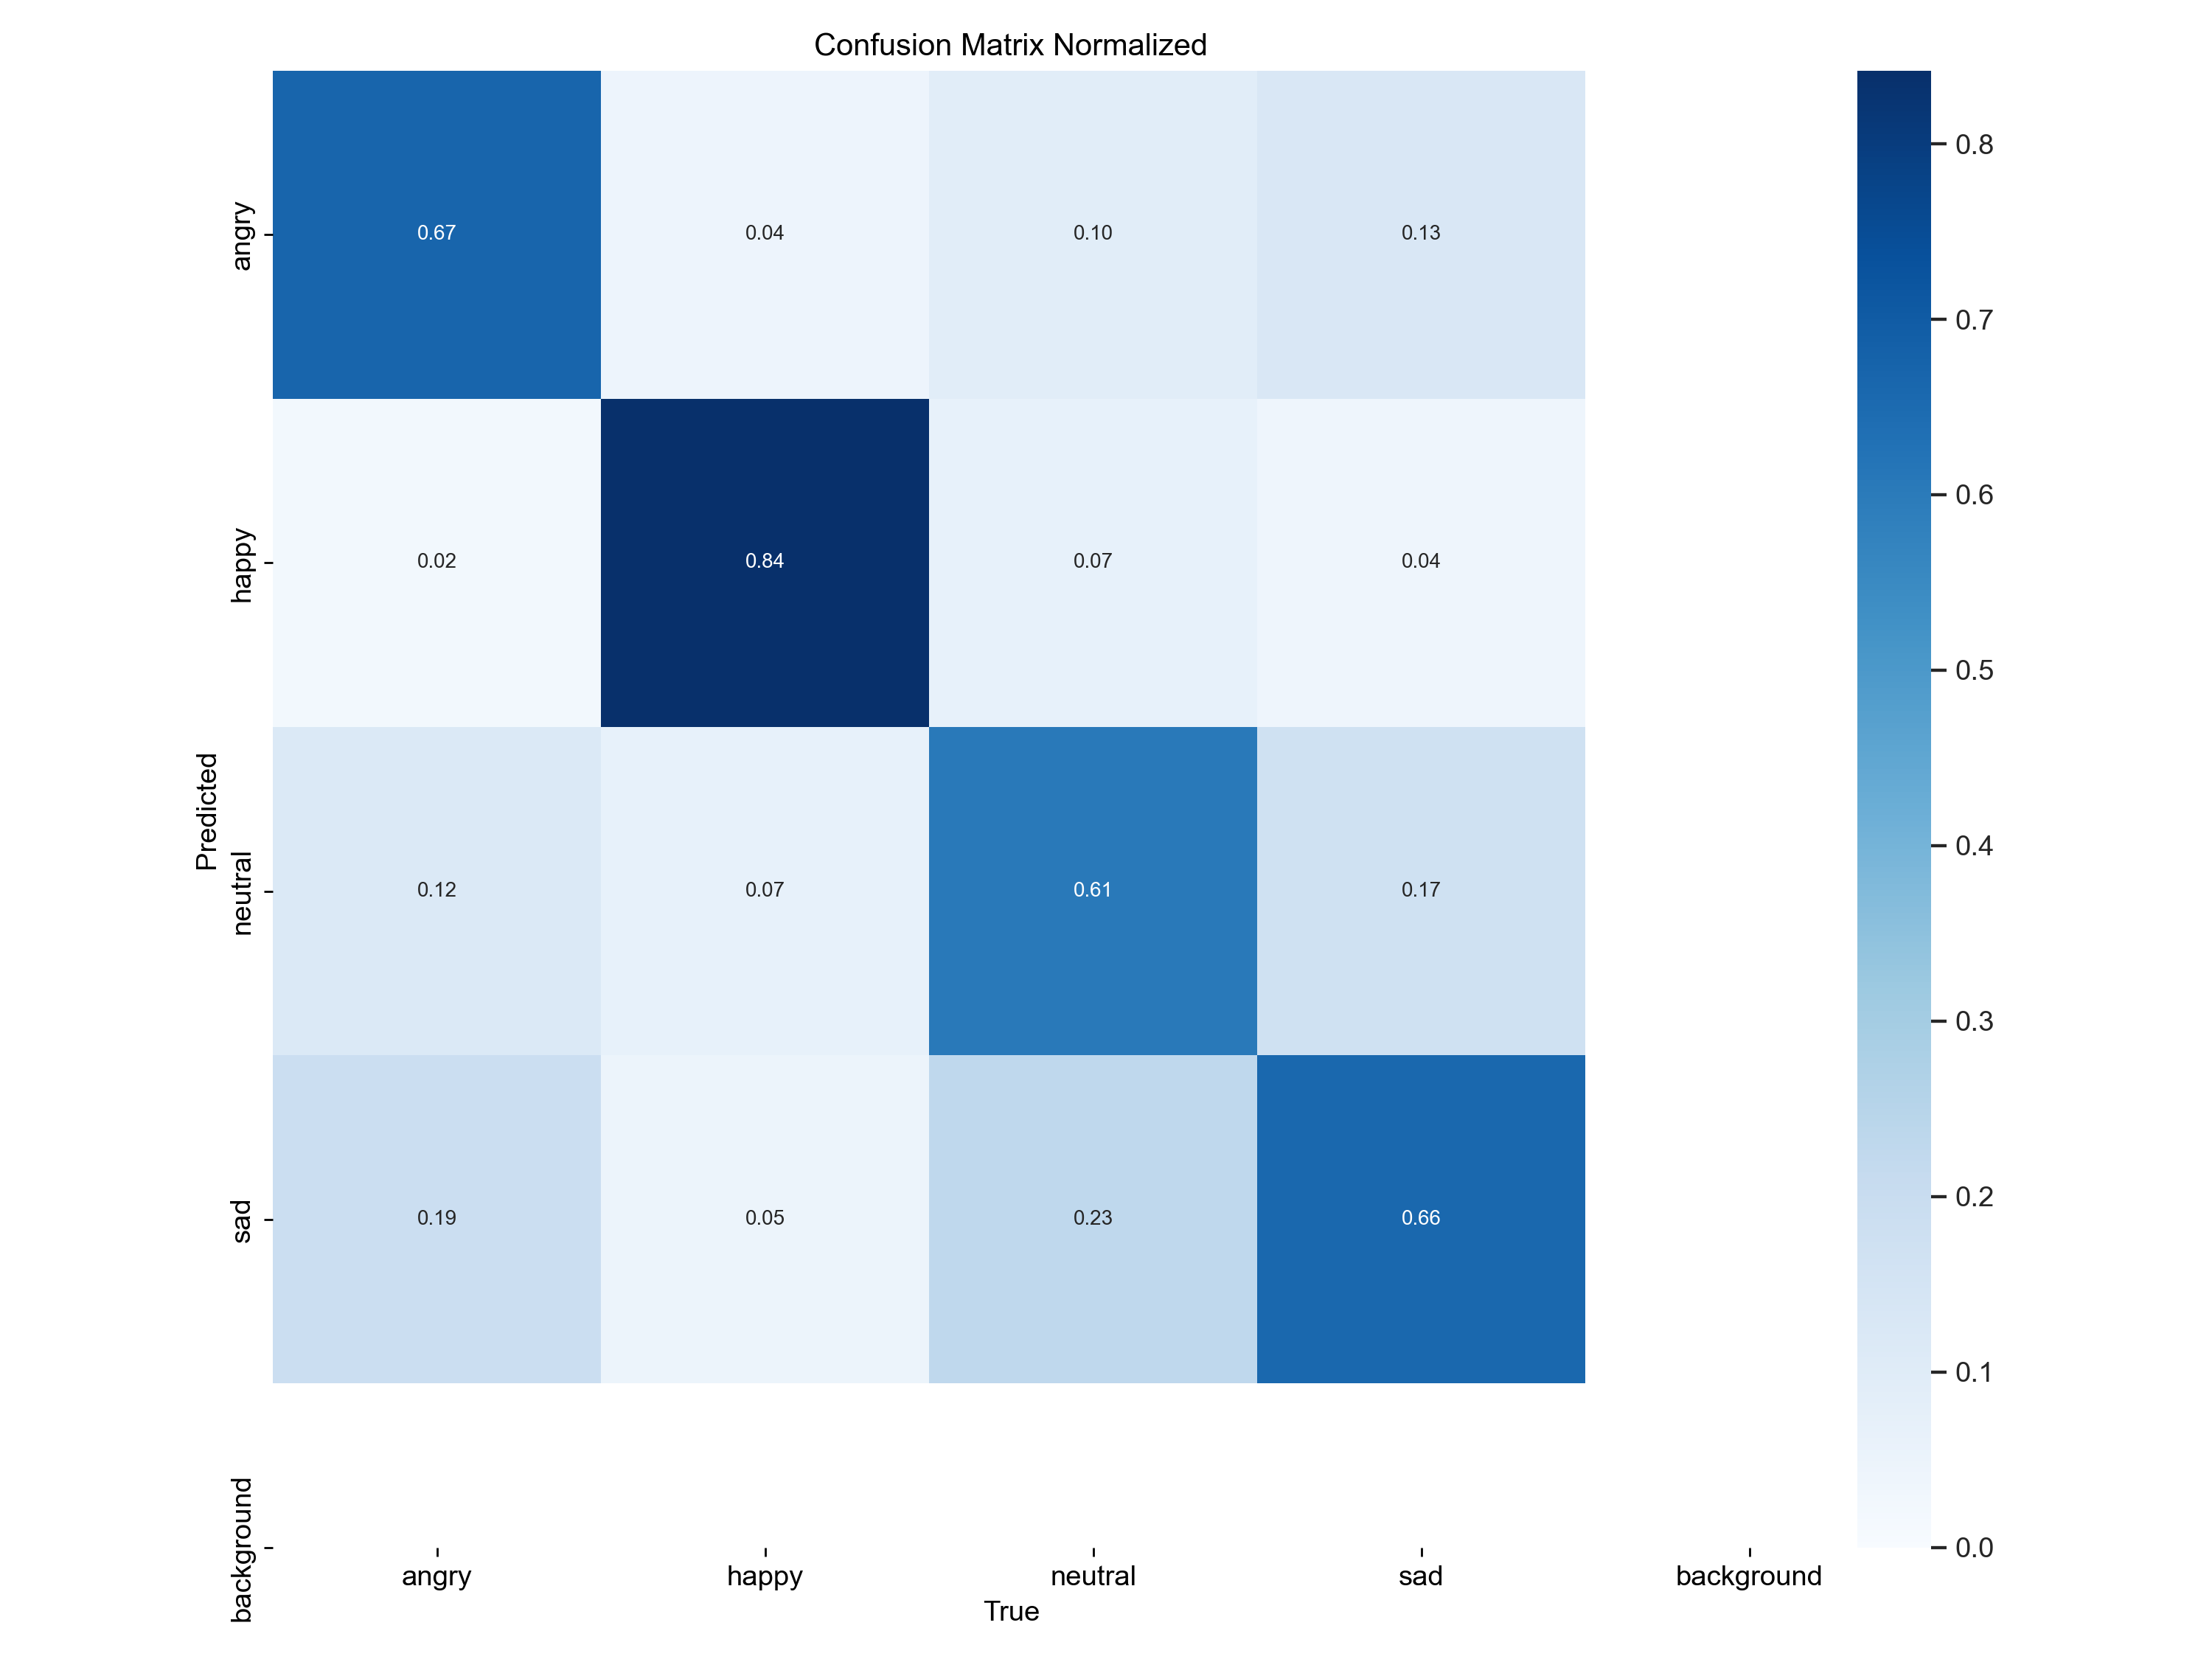 Confusion Matrix Normalized
angry
0.67 0.04 0.10 0.13
happy
0.02 0.84 0.07 0.04
neutral
0.12 0.07 0.61 0.17
sad
0.19 0.05 0.23 0.66
background
Predicted
angry happy neutral sad background
True
0.8
0.7
0.6
0.5
0.4
0.3
0.2
0.1
0.0